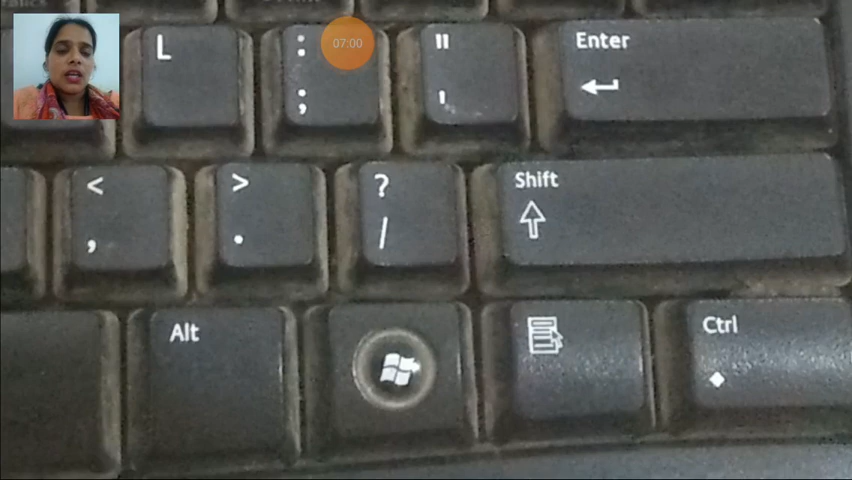 07:00
L
:
;
"
'
Enter
<
,
>
.
?
/
Shift
Alt
Ctrl